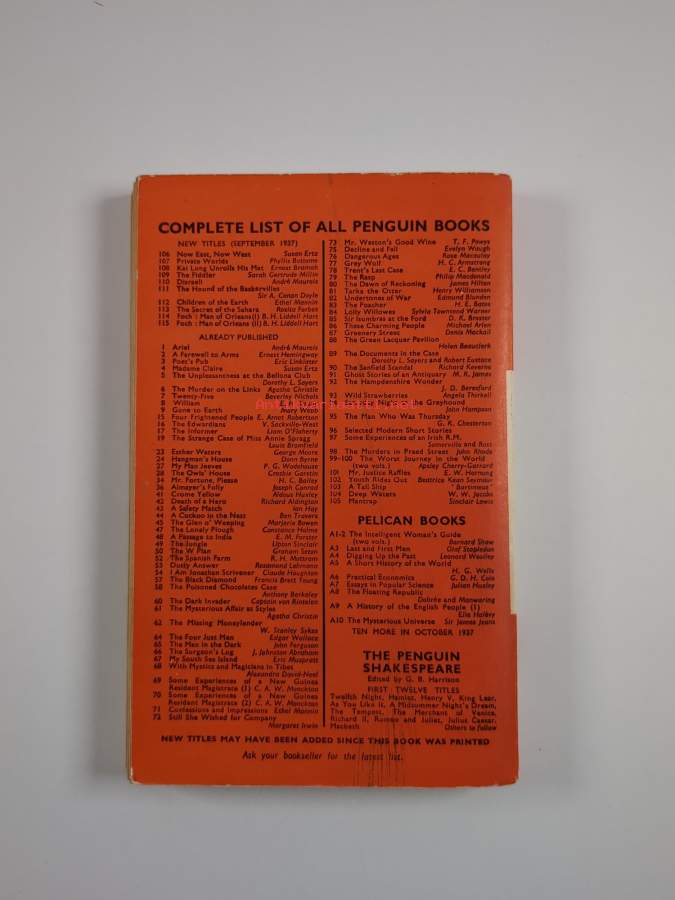 COMPLETE LIST OF ALL PENGUIN BOOKS
NEW TITLES (SEPTEMBER 1937)
106 Now East, Now West Susan Ertz
107 Private Worlds Phyllis Bottome
108 Kai Lung Unrolls His Mat Ernest Bramah
109 The Fiddler Sarah Gertrude Millin
110 Disraeli André Maurois
111 The Hound of the Baskervilles
Sir A. Conan Doyle
112 Children of the Earth Ethel Mannin
113 The Secret of the Sahara Rosita Forbes
114 Foch: Man of Orleans (I) B. H. Liddell Hart
115 Foch: Man of Orleans (II) B. H. Liddell Hart
ALREADY PUBLISHED
1 Ariel André Maurois
2 A Farewell to Arms Ernest Hemingway
3 Poet's Pub Eric Linklater
4 Madame Claire Susan Ertz
5 The Unpleasantness at the Bellona Club
Dorothy L. Sayers
6 The Murder on the Links Agatha Christie
7 Twenty-Five Beverley Nichols
8 William E. H. Young
9 Gone to Earth Mary Webb
15 Four Frightened People E. Arnot Robertson
16 The Edwardians V. Sackville-West
17 The Informer Liam O'Flaherty
19 The Strange Case of Miss Annie Spragg
Louis Bromfield
23 Esther Waters George Moore
24 Hangman's House Donn Byrne
27 My Man Jeeves P. G. Wodehouse
28 The Owls' House Crosbie Garstin
34 Mr. Fortune, Please H. C. Bailey
36 Almayer's Folly Joseph Conrad
41 Crome Yellow Aldous Huxley
42 Death of a Hero Richard Aldington
43 A Safety Match Ian Hay
44 A Cuckoo in the Nest Ben Travers
45 The Glen o' Weeping Marjorie Bowen
47 The Lonely Plough Constance Holme
48 A Passage to India E. M. Forster
49 The Jungle Upton Sinclair
50 The W Plan Graham Seton
52 The Spanish Farm R. H. Mottram
53 Dusty Answer Rosamond Lehmann
54 I Am Jonathan Scrivener Claude Houghton
57 The Black Diamond Francis Brett Young
58 The Poisoned Chocolates Case
Anthony Berkeley
60 The Dark Invader Captain von Rintelen
61 The Mysterious Affair at Styles
Agatha Christie
62 The Missing Moneylender
W. Stanley Sykes
64 The Four Just Men Edgar Wallace
65 The Man in the Dark John Ferguson
66 The Surgeon's Log J. Johnston Abraham
67 My South Sea Island Eric Muspratt
68 With Mystics and Magicians in Tibet
Alexandra David-Neel
69 Some Experiences of a New Guinea
Resident Magistrate (1) C. A. W. Monckton
70 Some Experiences of a New Guinea
Resident Magistrate (2) C. A. W. Monckton
71 Confessions and Impressions Ethel Mannin
72 Still She Wished for Company
Margaret Irwin
73 Mr. Weston's Good Wine T. F. Powys
75 Decline and Fall Evelyn Waugh
76 Dangerous Ages Rose Macaulay
77 Grey Wolf H. C. Armstrong
78 Trent's Last Case E. C. Bentley
79 The Rasp Philip Macdonald
80 The Dawn of Reckoning James Hilton
81 Tarka the Otter Henry Williamson
82 Undertones of War Edmund Blunden
83 The Poacher H. E. Bates
84 Lolly Willowes Sylvia Townsend Warner
85 Sir Isumbras at the Ford D. K. Broster
86 These Charming People Michael Arlen
87 Greenery Street Denis Mackail
88 The Green Lacquer Pavilion
Helen Beauclerk
89 The Documents in the Case
Dorothy L. Sayers and Robert Eustace
90 The Sanfield Scandal Richard Keverne
91 Ghost Stories of an Antiquary M. R. James
92 The Hampdenshire Wonder
J. D. Beresford
93 Wild Strawberries Angela Thirkell
94 Saturday Night at the Greyhound
John Hampson
95 The Man Who Was Thursday
G. K. Chesterton
96 Selected Modern Short Stories
97 Some Experiences of an Irish R.M.
Somerville and Ross
98 The Murders in Praed Street John Rhode
99-100 The Worst Journey in the World
(two vols.) Apsley Cherry-Garrard
101 Mr. Justice Raffles E. W. Hornung
102 Youth Rides Out Beatrice Kean Seymour
103 A Tall Ship "Bartimeus"
104 Deep Waters W. W. Jacobs
105 Mantrap Sinclair Lewis
PELICAN BOOKS
A1-2 The Intelligent Woman's Guide
(two vols.) Bernard Shaw
A3 Last and First Men Olaf Stapledon
A4 Digging Up the Past Leonard Woolley
A5 A Short History of the World
H. G. Wells
A6 Practical Economics G. D. H. Cole
A7 Essays in Popular Science Julian Huxley
A8 The Floating Republic
Dobrée and Manwaring
A9 A History of the English People (1)
Elie Halévy
A10 The Mysterious Universe Sir James Jeans
TEN MORE IN OCTOBER 1937
THE PENGUIN
SHAKESPEARE
Edited by G. B. Harrison
FIRST TWELVE TITLES
Twelfth Night, Hamlet, Henry V, King Lear,
As You Like It, A Midsummer Night's Dream,
The Tempest, The Merchant of Venice,
Richard II, Romeo and Juliet, Julius Caesar,
Macbeth Others to follow
NEW TITLES MAY HAVE BEEN ADDED SINCE THIS BOOK WAS PRINTED
Ask your bookseller for the latest list.